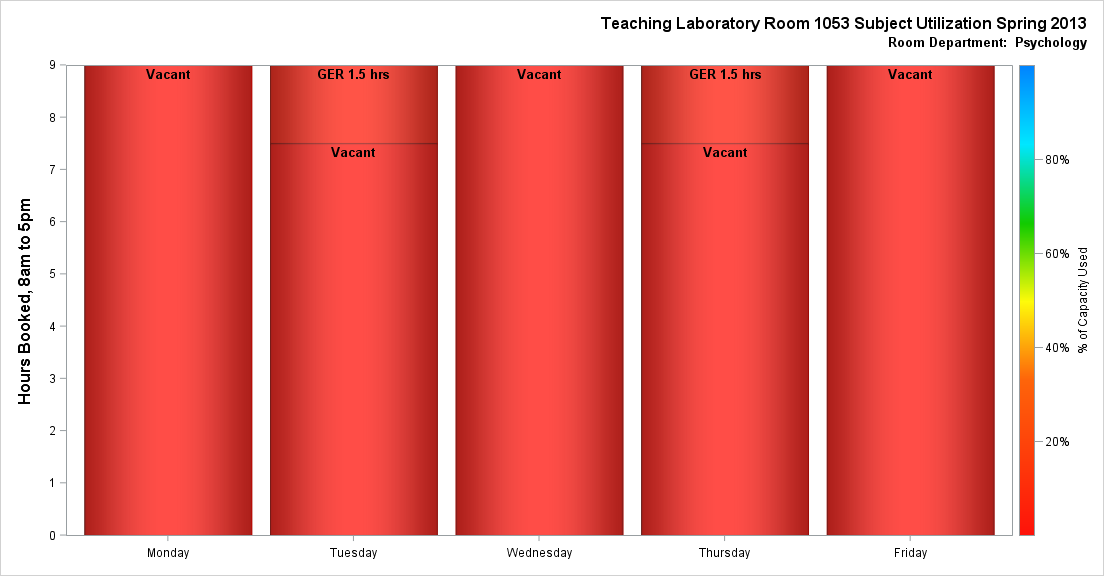 Teaching Laboratory Room 1053 Subject Utilization Spring 2013
Room Department:  Psychology
Hours Booked, 8am to 5pm
9
8
7
6
5
4
3
2
1
0
Vacant
GER 1.5 hrs
Vacant
Vacant
GER 1.5 hrs
Vacant
Vacant
Monday
Tuesday
Wednesday
Thursday
Friday
80%
60%
40%
20%
% of Capacity Used